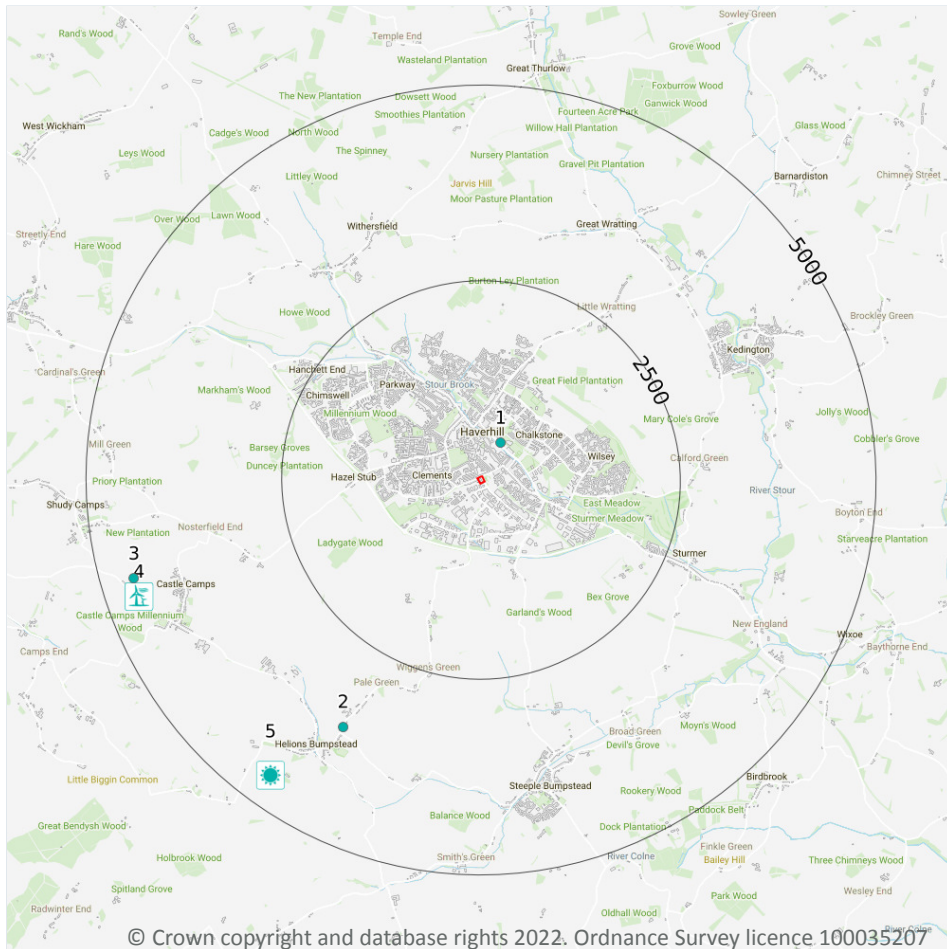 Sowley Green
Rand's Wood
Temple End
Grove Wood
Wasteland Plantation
Great Thurlow
Foxburrow Wood
The New Plantation
Dowsett Wood
Ganwick Wood
Smoothies Plantation
Fourteen Acre Park
West Wickham
Cadge's Wood
North Wood
Willow Hall Plantation
Glass Wood
Leys Wood
The Spinney
Nursery Plantation
Gravel Pit Plantation
Littley Wood
Jarvis Hill
Barnardiston
Chimney Street
Moor Pasture Plantation
Over Wood
Lawn Wood
Withersfield
Great Wratting
Streetly End
Hare Wood
5000
Burton Ley Plantation
Howe Wood
Little Wratting
Brockley Green
Kedington
Cardinal's Green
Hanchett End
2500
Parkway
Stour Brook
Great Field Plantation
Markham's Wood
Chimswell
Millennium Wood
Jolly's Wood
1
Mary Cole's Grove
Haverhill
Chalkstone
Mill Green
Barsey Groves
Cobbler's Grove
Wilsey
Calford Green
Duncey Plantation
Hazel Stub
Clements
Priory Plantation
River Stour
Shudy Camps
East Meadow
Boyton End
Sturmer Meadow
Nosterfield End
New Plantation
Starveacre Plantation
Ladygate Wood
3
Sturmer
4
Castle Camps
Bex Grove
Garland's Wood
Castle Camps Millennium
Wood
New England
Wixoe
Camps End
Baythorne End
Wiggen's Green
Pale Green
2
Moyn's Wood
5
Broad Green
Helions Bumpstead
Devil's Grove
Little Biggin Common
Birdbrook
Steeple Bumpstead
Rookery Wood
Paddock Belt
Balance Wood
Great Bendysh Wood
Dock Plantation
Finkle Green
Holbrook Wood
Smith's Green
River Colne
Bailey Hill
Three Chimneys Wood
Spitland Grove
Wesley End
Park Wood
Radwinter End
Oldhall Wood
River Colne
© Crown copyright and database rights 2022. Ordnance Survey licence 100035207